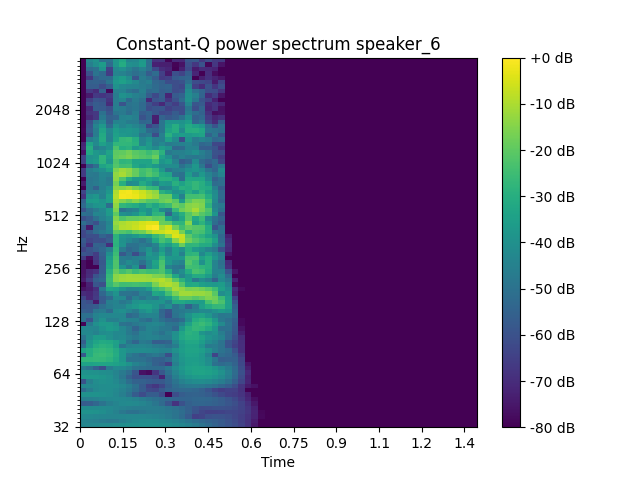 Constant-Q power spectrum speaker_6
Hz
2048
1024
512
256
128
64
32
0 0.15 0.3 0.45 0.6 0.75 0.9 1.1 1.2 1.4
Time
+0 dB
-10 dB
-20 dB
-30 dB
-40 dB
-50 dB
-60 dB
-70 dB
-80 dB